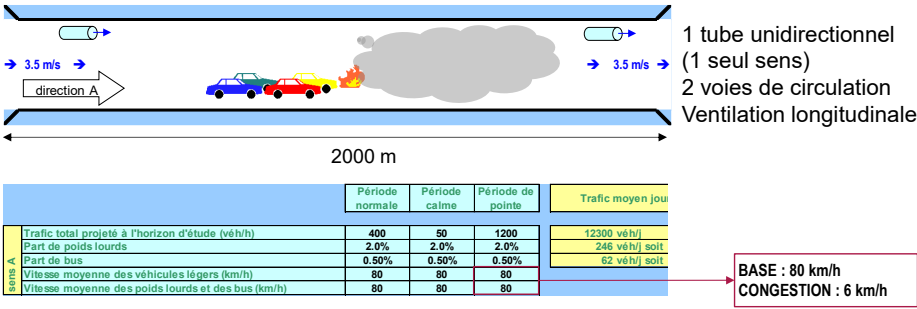 1 tube unidirectionnel
(1 seul sens)
2 voies de circulation
Ventilation longitudinale
3.5 m/s
3.5 m/s
direction A
2000 m
Période normale Période calme Période de pointe Trafic moyen jour
sens A
Trafic total projeté à l'horizon d'étude (véh/h) 400 50 1200 12300 véh/j
Part de poids lourds 2.0% 2.0% 2.0% 246 véh/j soit
Part de bus 0.50% 0.50% 0.50% 62 véh/j soit
Vitesse moyenne des véhicules légers (km/h) 80 80 80
Vitesse moyenne des poids lourds et des bus (km/h) 80 80 80
BASE : 80 km/h
CONGESTION : 6 km/h